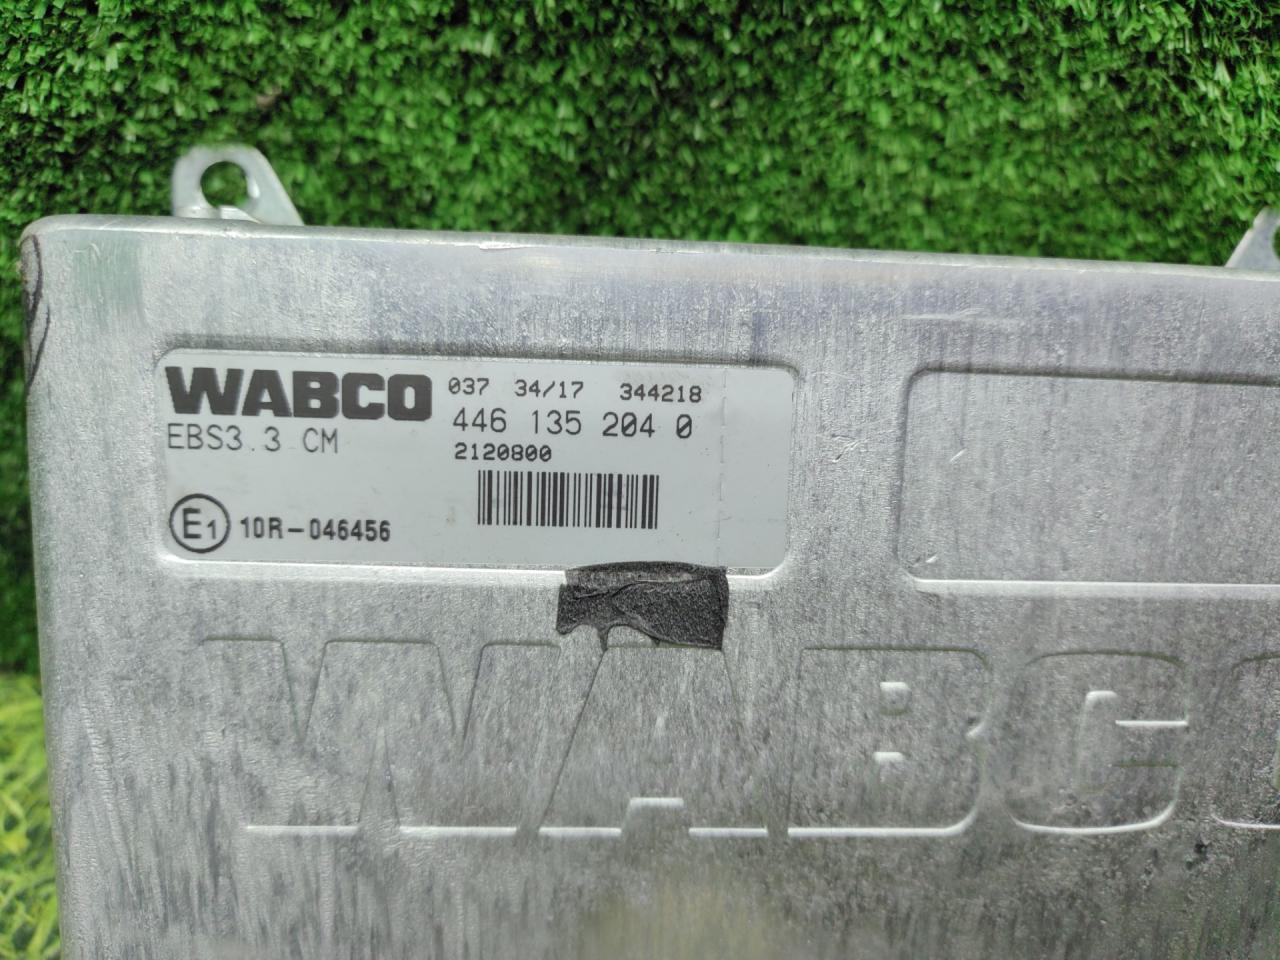 WABCO 037 34/17 344218
446 135 204 0
EBS3.3 CM
2120800
E1 10R-046456
WABC